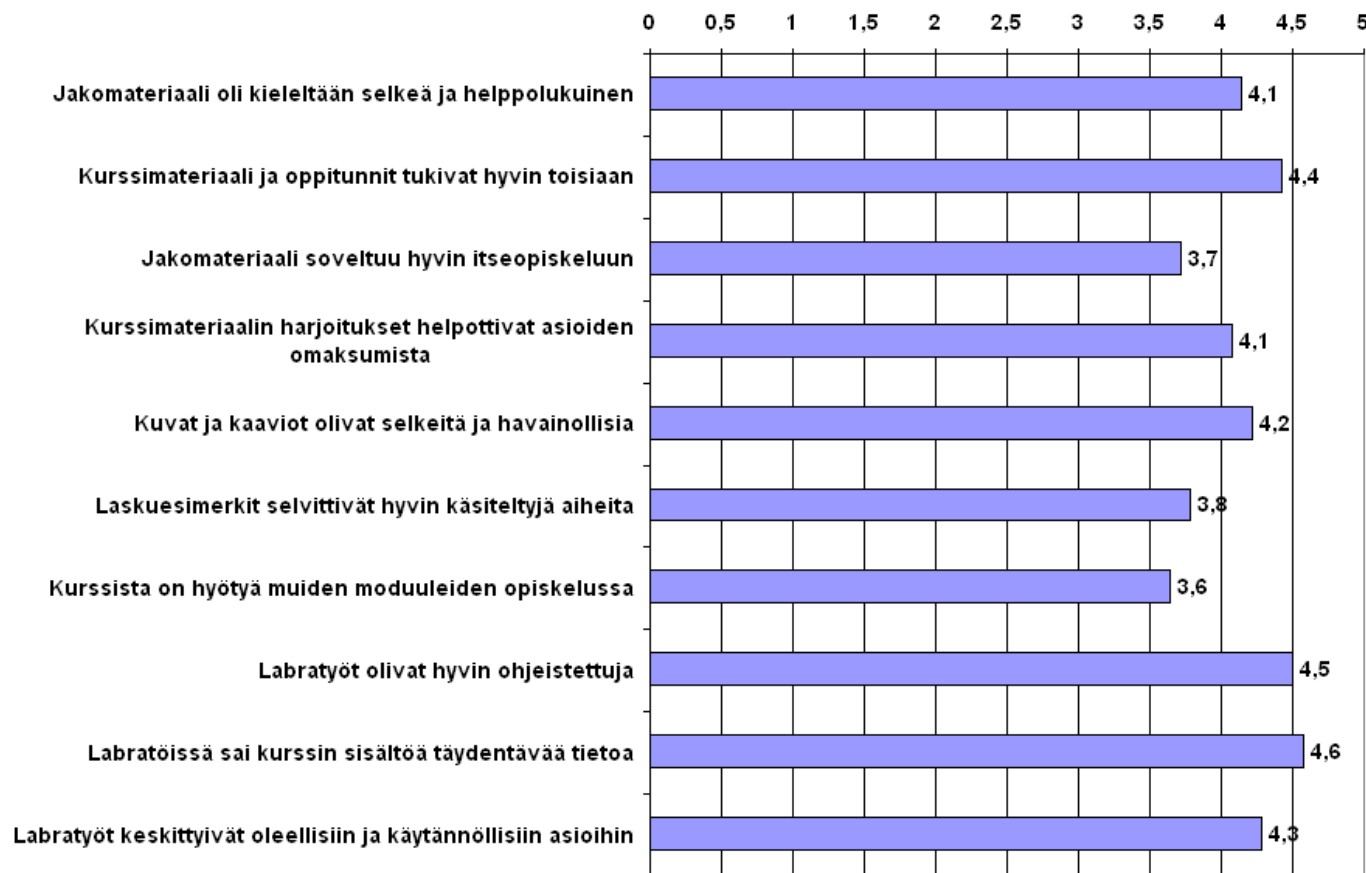 0 0,5 1 1,5 2 2,5 3 3,5 4 4,5 5
Jakomateriaali oli kieleltään selkeä ja helppolukuinen 4,1
Kurssimateriaali ja oppitunnit tukivat hyvin toisiaan 4,4
Jakomateriaali soveltuu hyvin itseopiskeluun 3,7
Kurssimateriaalin harjoitukset helpottivat asioiden
omaksumista 4,1
Kuvat ja kaaviot olivat selkeitä ja havainollisia 4,2
Laskuesimerkit selvittivät hyvin käsiteltyjä aiheita 3,8
Kurssista on hyötyä muiden moduuleiden opiskelussa 3,6
Labratyöt olivat hyvin ohjeistettuja 4,5
Labratöissä sai kurssin sisältöä täydentävää tietoa 4,6
Labratyöt keskittyivät oleellisiin ja käytännöllisiin asioihin 4,3